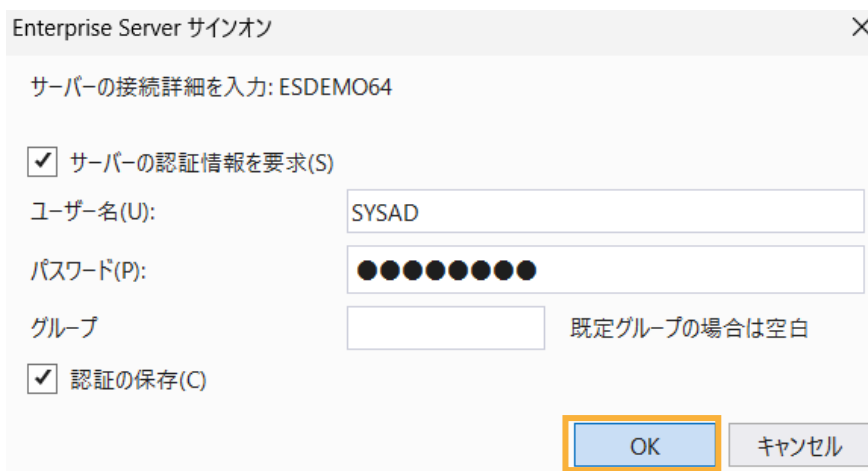 Enterprise Server サインオン
サーバーの接続詳細を入力: ESDEMO64
サーバーの認証情報を要求(S)
ユーザー名(U): SYSAD
パスワード(P): ●●●●●●●●
グループ 既定グループの場合は空白
認証の保存(C)
OK キャンセル